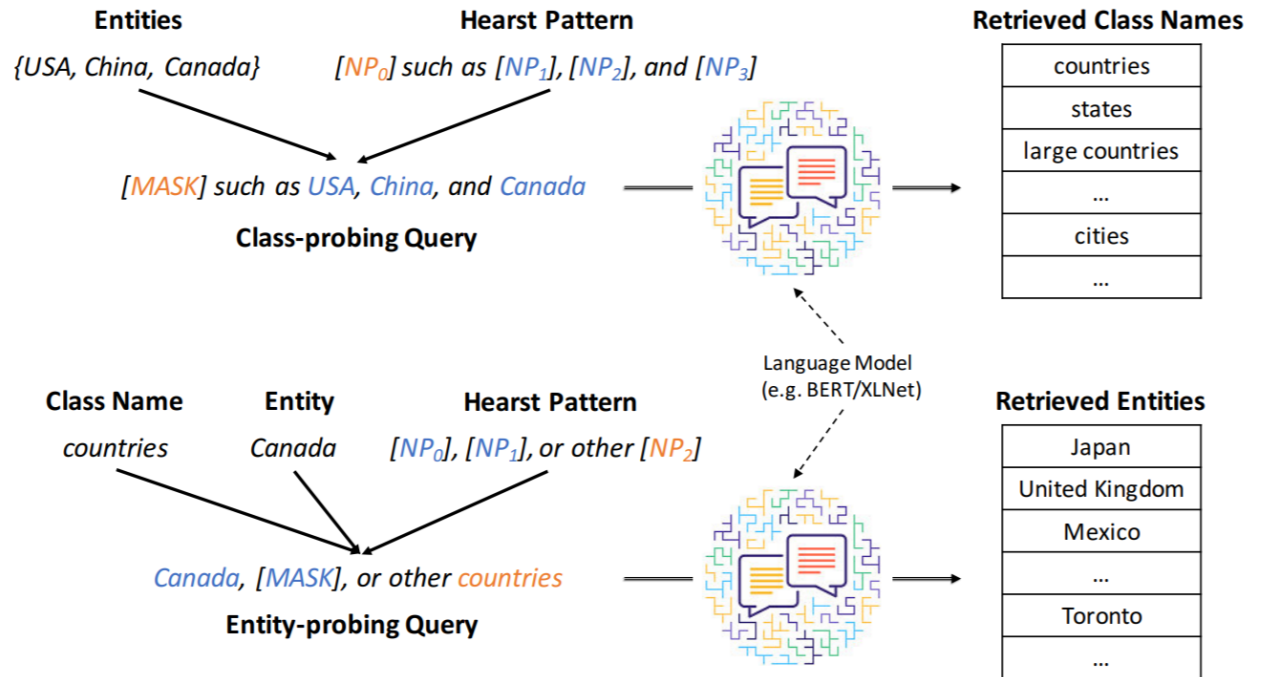 Entities
Hearst Pattern
Retrieved Class Names
{USA, China, Canada}
[NP₀] such as [NP₁], [NP₂], and [NP₃]
countries
states
large countries
...
cities
...
[MASK] such as USA, China, and Canada
Class-probing Query
Language Model
(e.g. BERT/XLNet)
Class Name
Entity
Hearst Pattern
Retrieved Entities
countries
Canada
[NP₀], [NP₁], or other [NP₂]
Japan
United Kingdom
Mexico
...
Toronto
...
Canada, [MASK], or other countries
Entity-probing Query